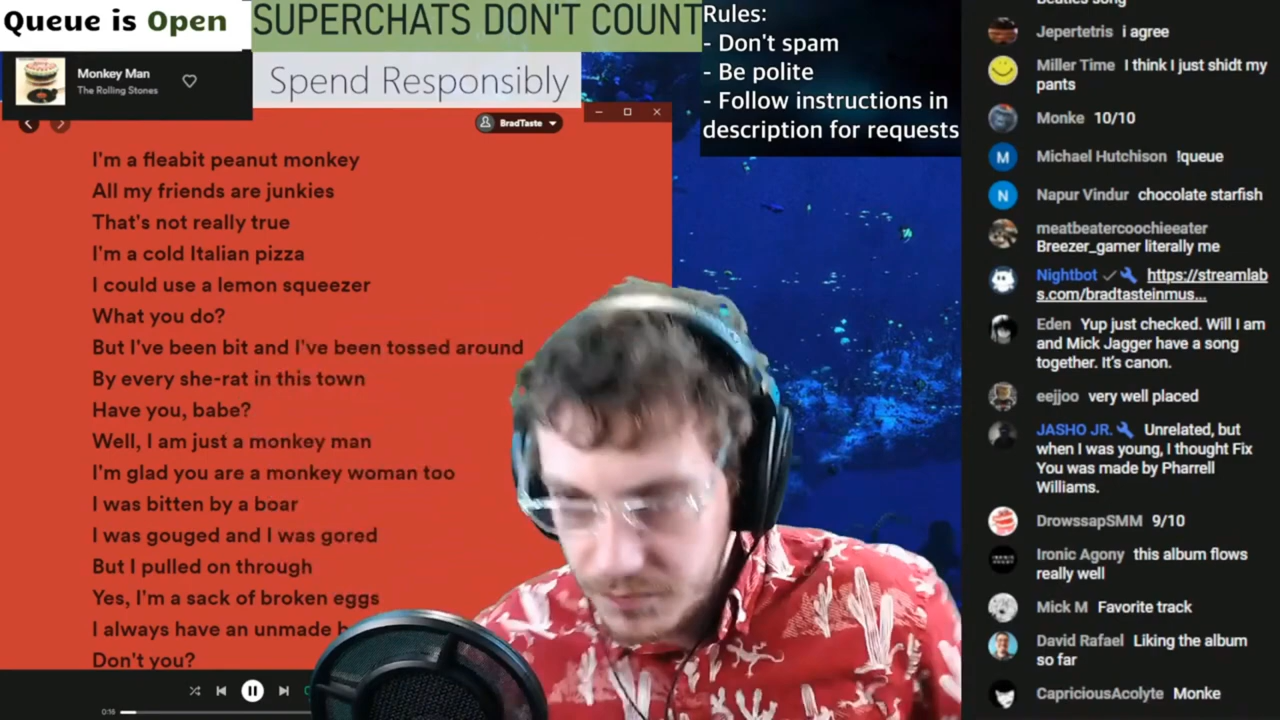 Queue is Open
SUPERCHATS DON'T COUNT
Spend Responsibly
Monkey Man
The Rolling Stones
Rules:
- Don't spam
- Be polite
- Follow instructions in
description for requests
BradTaste
I'm a fleabit peanut monkey
All my friends are junkies
That's not really true
I'm a cold Italian pizza
I could use a lemon squeezer
What you do?
But I've been bit and I've been tossed around
By every she-rat in this town
Have you, babe?
Well, I am just a monkey man
I'm glad you are a monkey woman too
I was bitten by a boar
I was gouged and I was gored
But I pulled on through
Yes, I'm a sack of broken eggs
I always have an unmade
Don't you?
0:16
Beatles song
Jepertetris i agree
Miller Time I think I just shidt my
pants
Monke 10/10
M
Michael Hutchison !queue
N
Napur Vindur chocolate starfish
meatbeatercoochieeater
Breezer_gamer literally me
Nightbot https://streamlab
s.com/bradtasteinmus...
Eden Yup just checked. Will I am
and Mick Jagger have a song
together. It's canon.
eejjoo very well placed
JASHO JR. Unrelated, but
when I was young, I thought Fix
You was made by Pharrell
Williams.
DrowssapSMM 9/10
Ironic Agony this album flows
really well
Mick M Favorite track
David Rafael Liking the album
so far
CapriciousAcolyte Monke